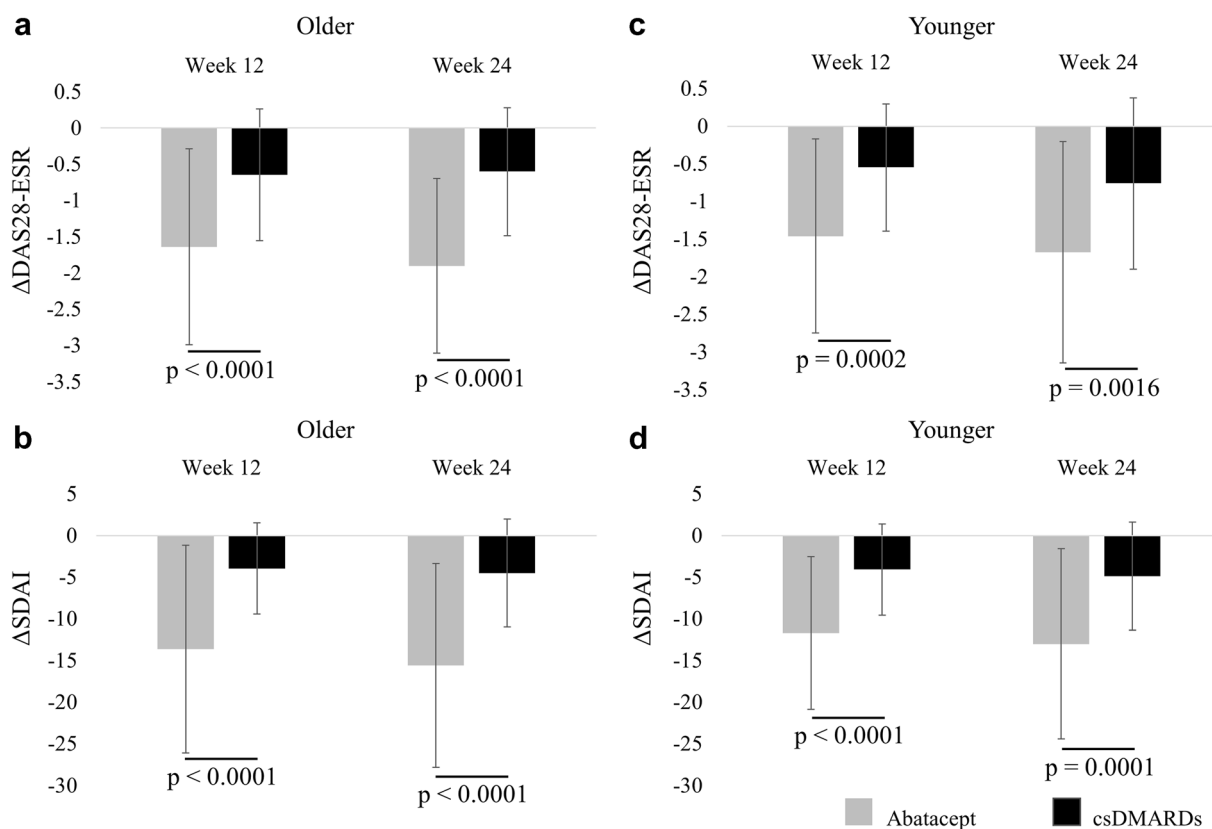 a
Older
Week 12
Week 24
ΔDAS28-ESR
0.5
0
-0.5
-1
-1.5
-2
-2.5
-3
-3.5
p < 0.0001
p < 0.0001
c
Younger
Week 12
Week 24
ΔDAS28-ESR
0.5
0
-0.5
-1
-1.5
-2
-2.5
-3
-3.5
p = 0.0002
p = 0.0016
b
Older
Week 12
Week 24
ΔSDAI
5
0
-5
-10
-15
-20
-25
-30
p < 0.0001
p < 0.0001
d
Younger
Week 12
Week 24
ΔSDAI
5
0
-5
-10
-15
-20
-25
-30
p < 0.0001
p = 0.0001
Abatacept
csDMARDs